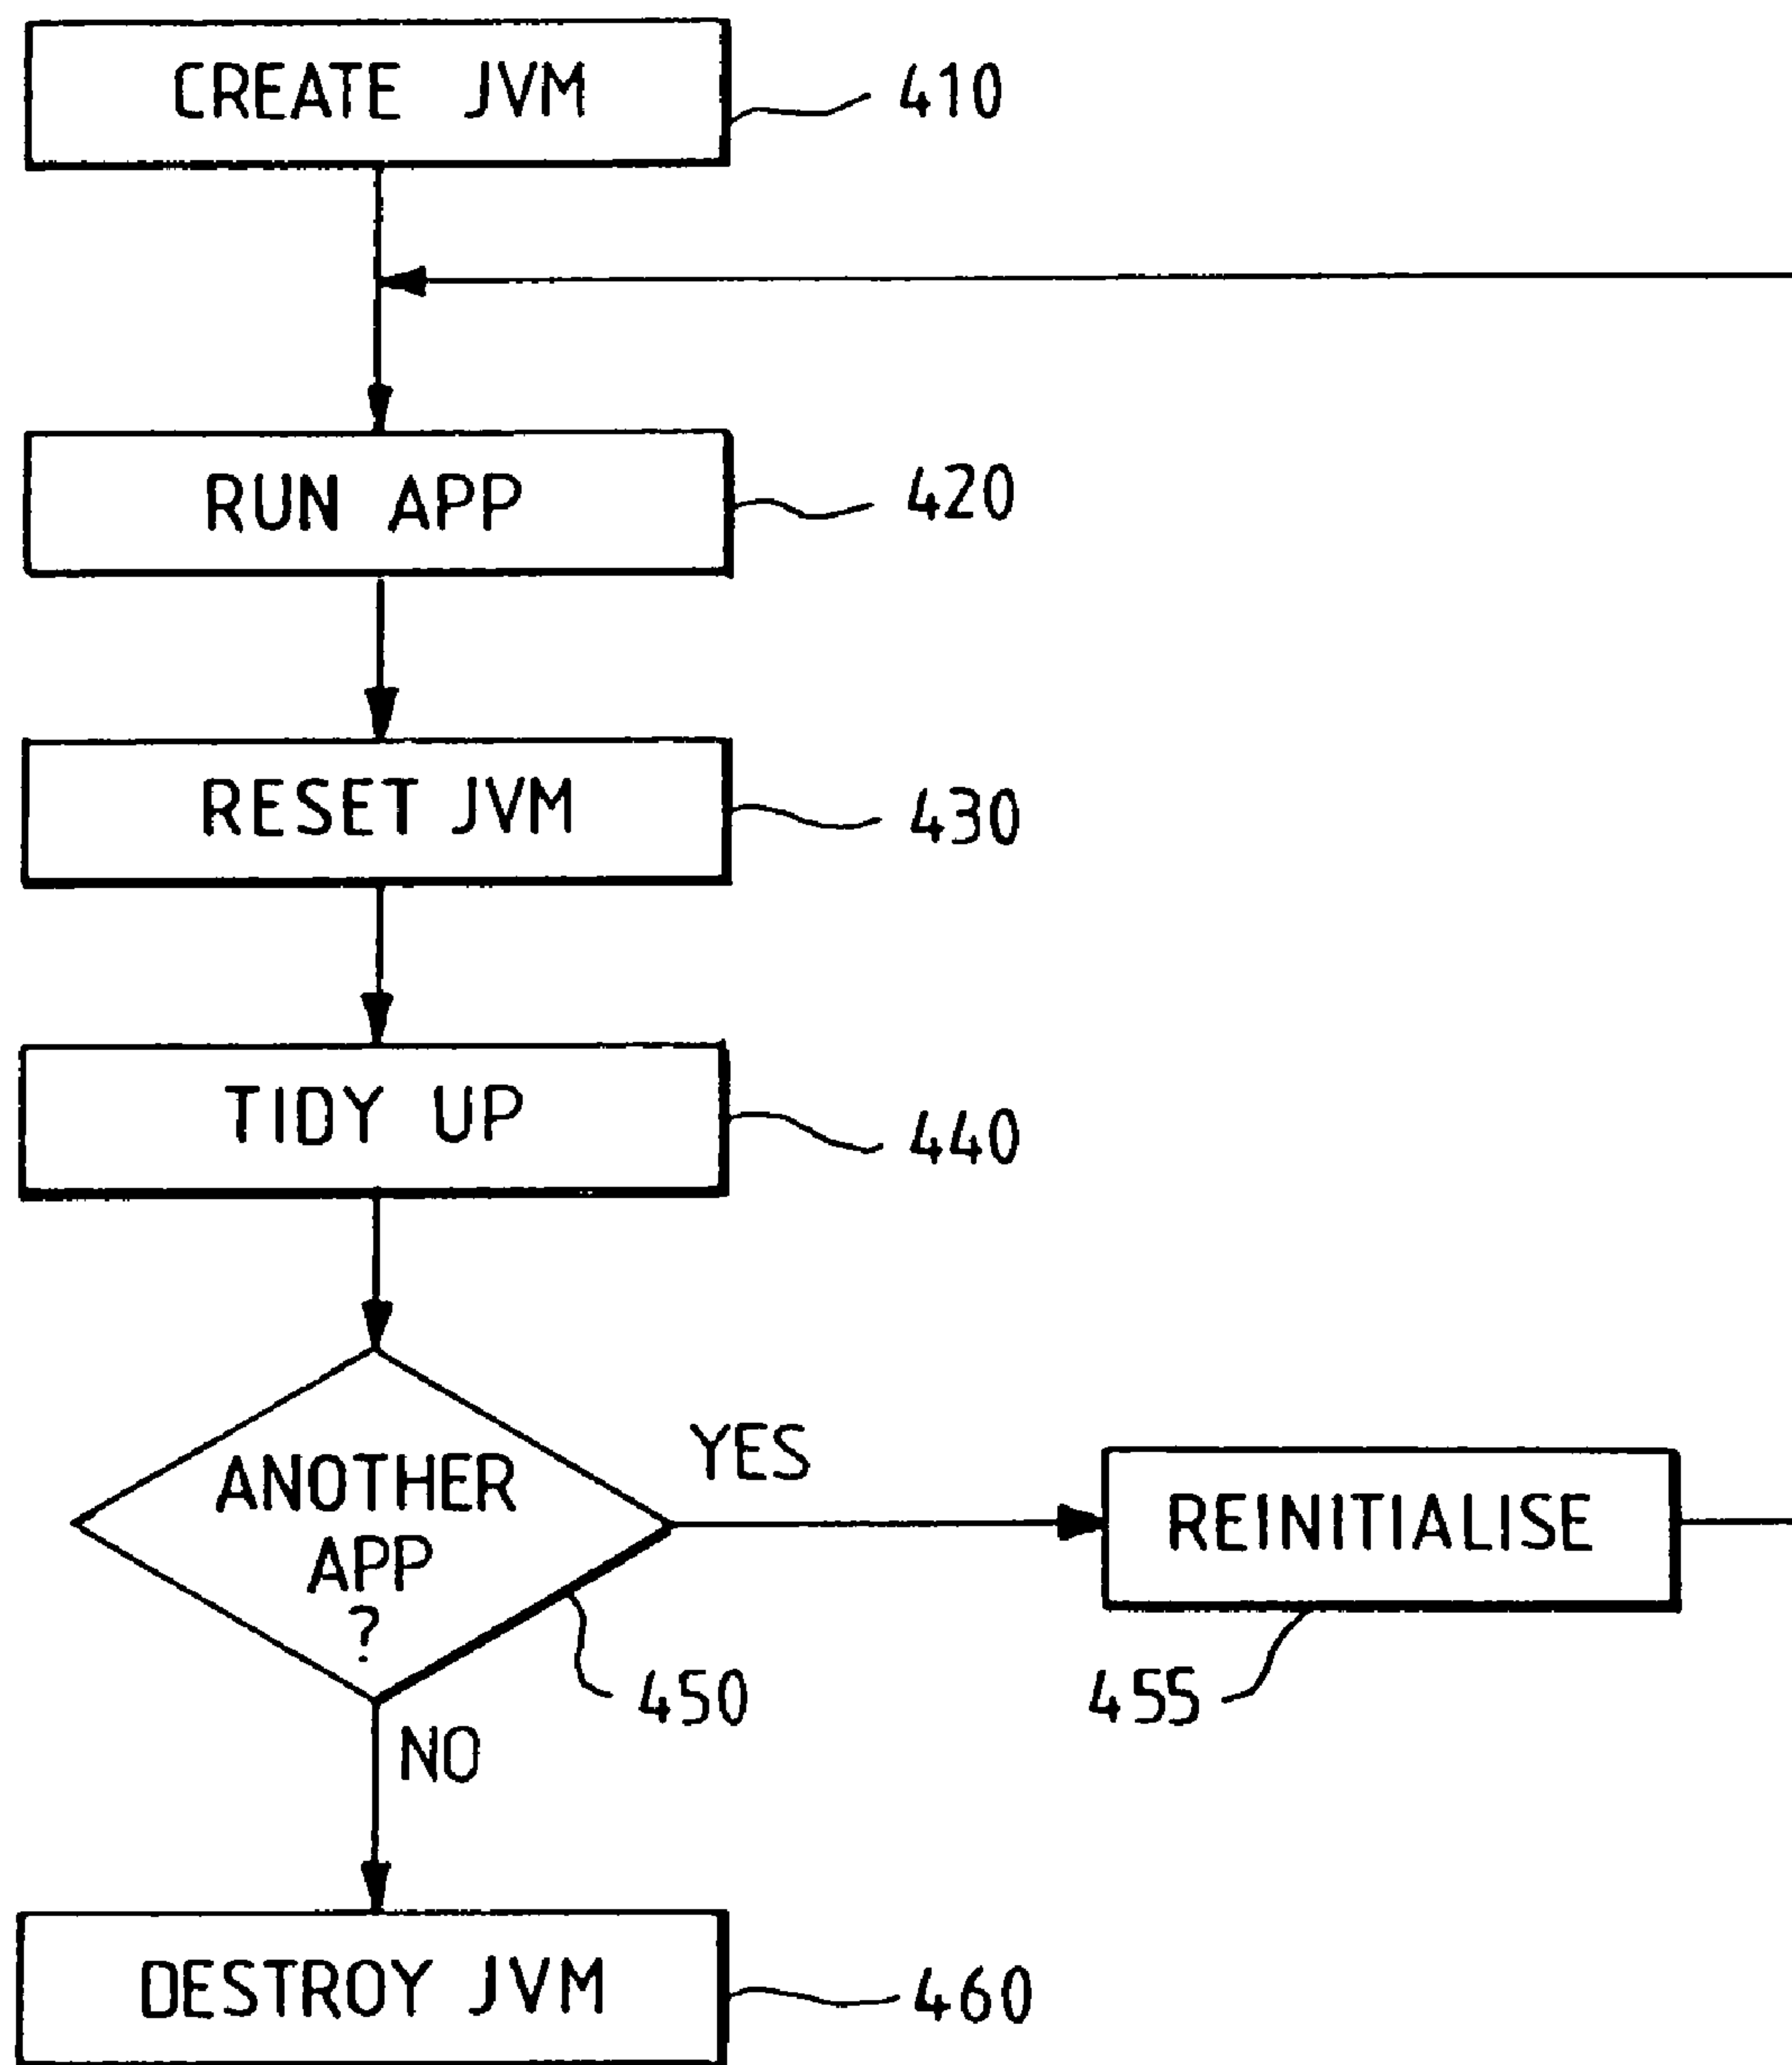 CREATE JVM
410
RUN APP
420
RESET JVM
430
TIDY UP
440
ANOTHER
APP
?
YES
REINITIALISE
450
455
NO
DESTROY JVM
460